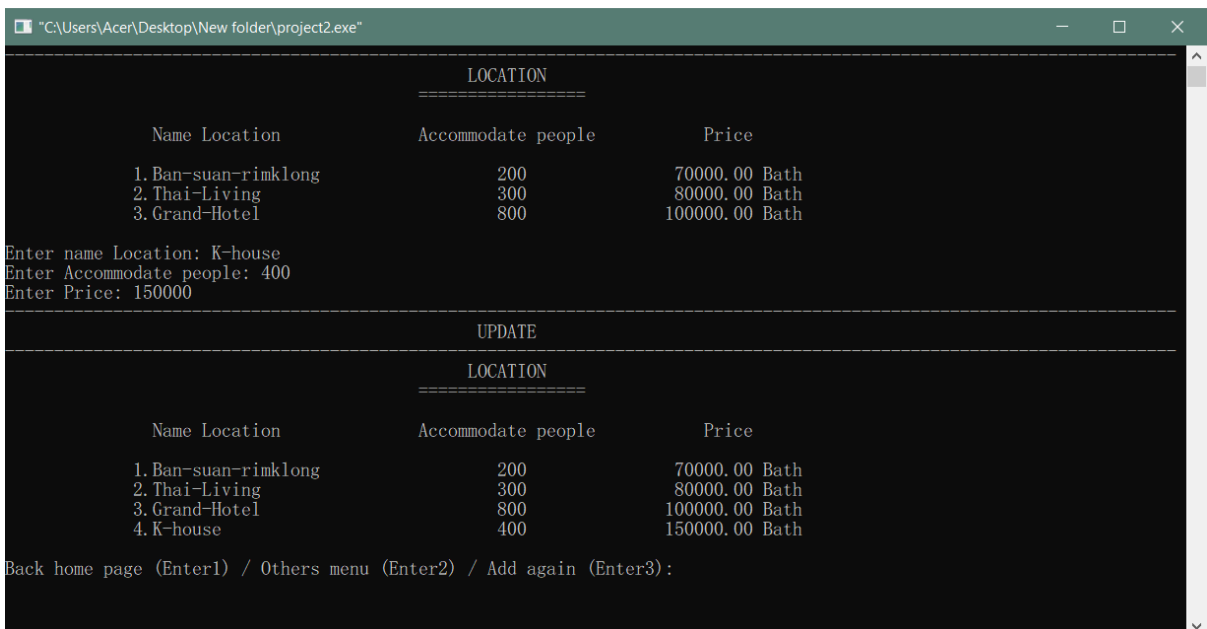 "C:\Users\Acer\Desktop\New folder\project2.exe"
LOCATION
=================
Name Location Accommodate people Price
1.Ban-suan-rimklong 200 70000.00 Bath
2.Thai-Living 300 80000.00 Bath
3.Grand-Hotel 800 100000.00 Bath
Enter name Location: K-house
Enter Accommodate people: 400
Enter Price: 150000
UPDATE
LOCATION
=================
Name Location Accommodate people Price
1.Ban-suan-rimklong 200 70000.00 Bath
2.Thai-Living 300 80000.00 Bath
3.Grand-Hotel 800 100000.00 Bath
4.K-house 400 150000.00 Bath
Back home page (Enter1) / Others menu (Enter2) / Add again (Enter3):